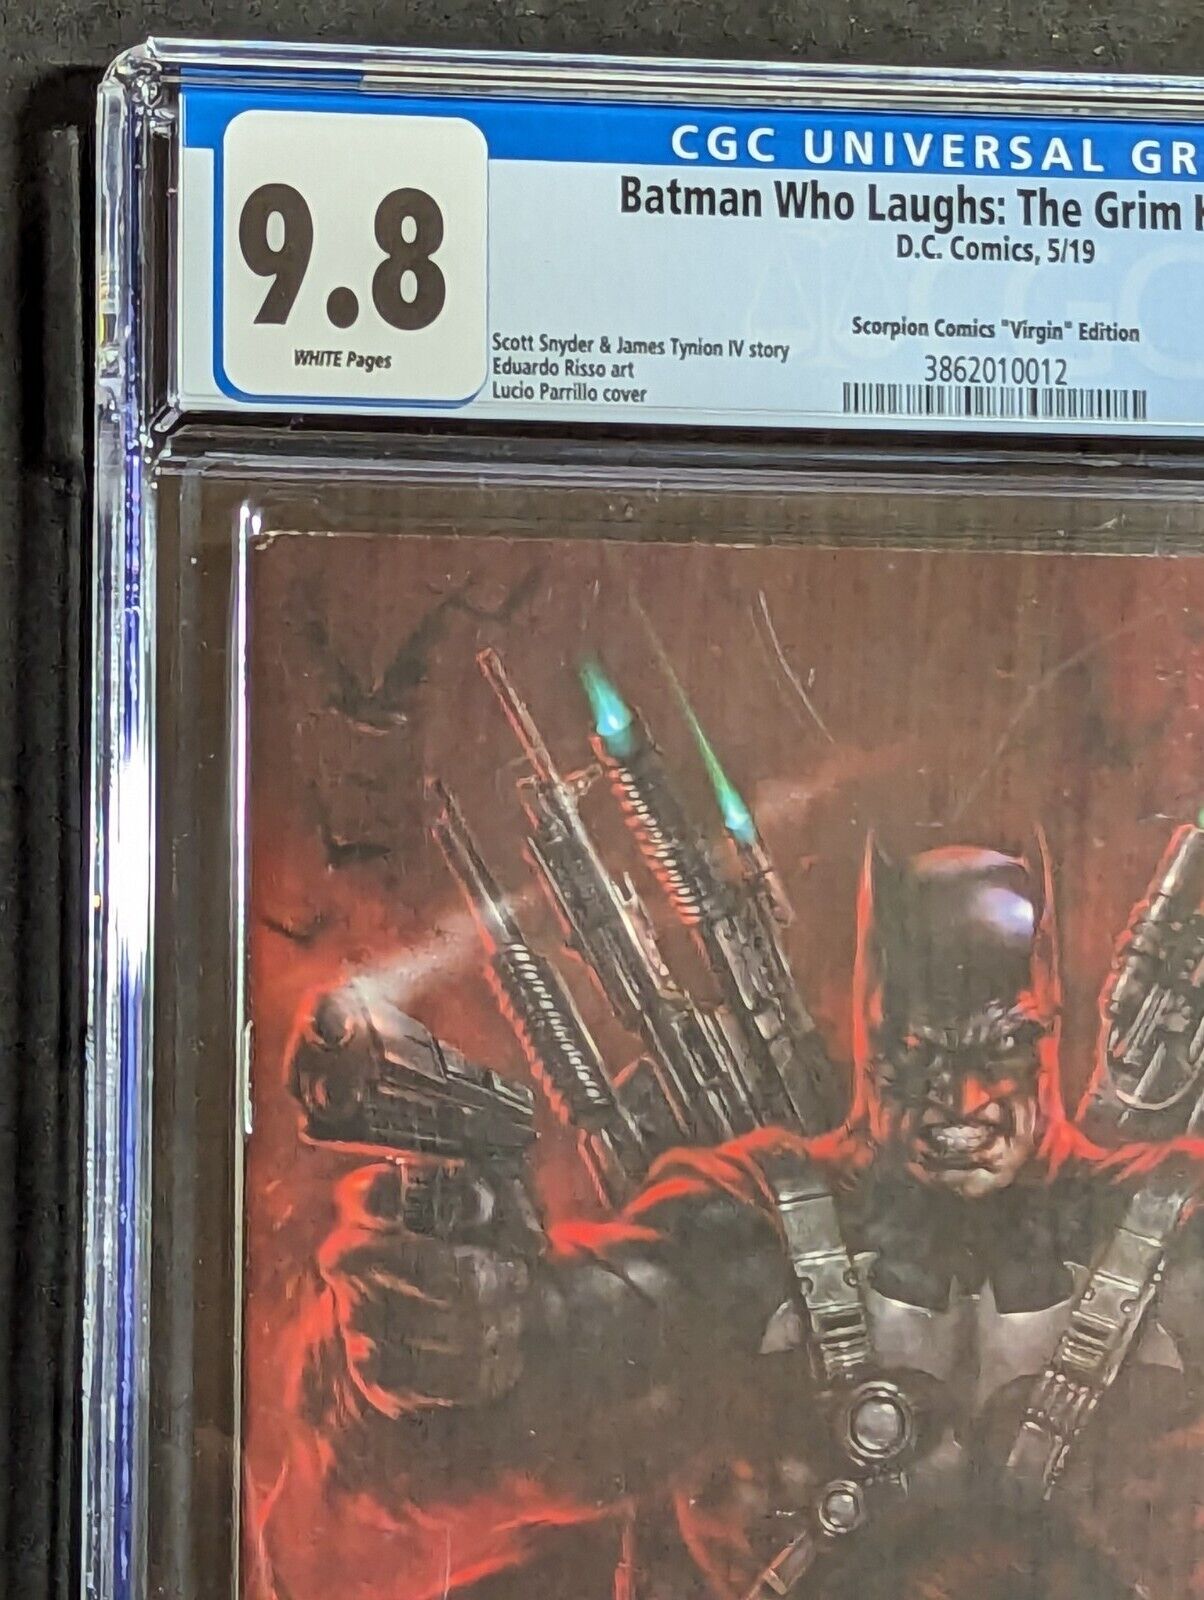 CGC UNIVERSAL GR
9.8
WHITE Pages
Batman Who Laughs: The Grim
D.C. Comics, 5/19
Scott Snyder & James Tynion IV story
Eduardo Risso art
Lucio Parrillo cover
Scorpion Comics "Virgin" Edition
3862010012